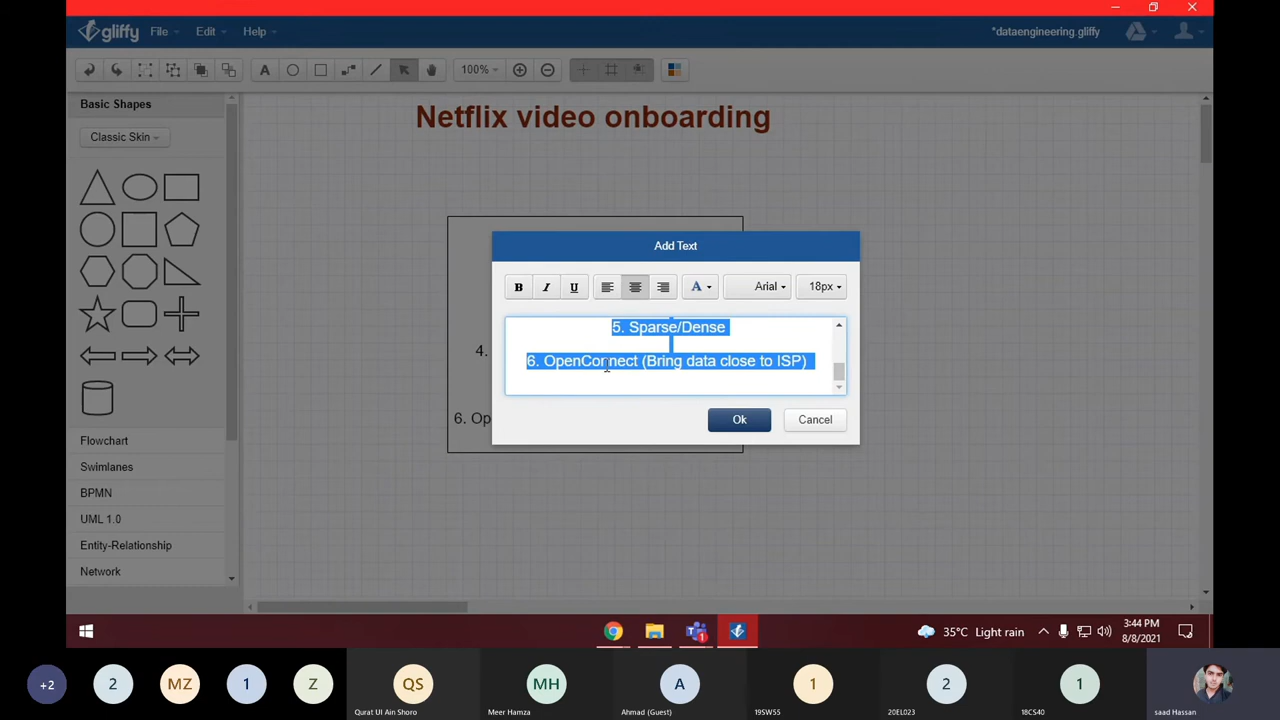 gliffy File Edit Help *dataengineering.gliffy
A 100%
Basic Shapes
Classic Skin
Netflix video onboarding
Add Text
B I U A Arial 18px
5. Sparse/Dense
6. OpenConnect (Bring data close to ISP)
4.
6. Op
Ok Cancel
Flowchart
Swimlanes
BPMN
UML 1.0
Entity-Relationship
Network
1
35°C Light rain
3:44 PM
8/8/2021
+2 2 MZ 1 Z QS MH A 1 2 1
Qurat Ul Ain Shoro Meer Hamza Ahmad (Guest) 19SW55 20EL023 18CS40 saad Hassan